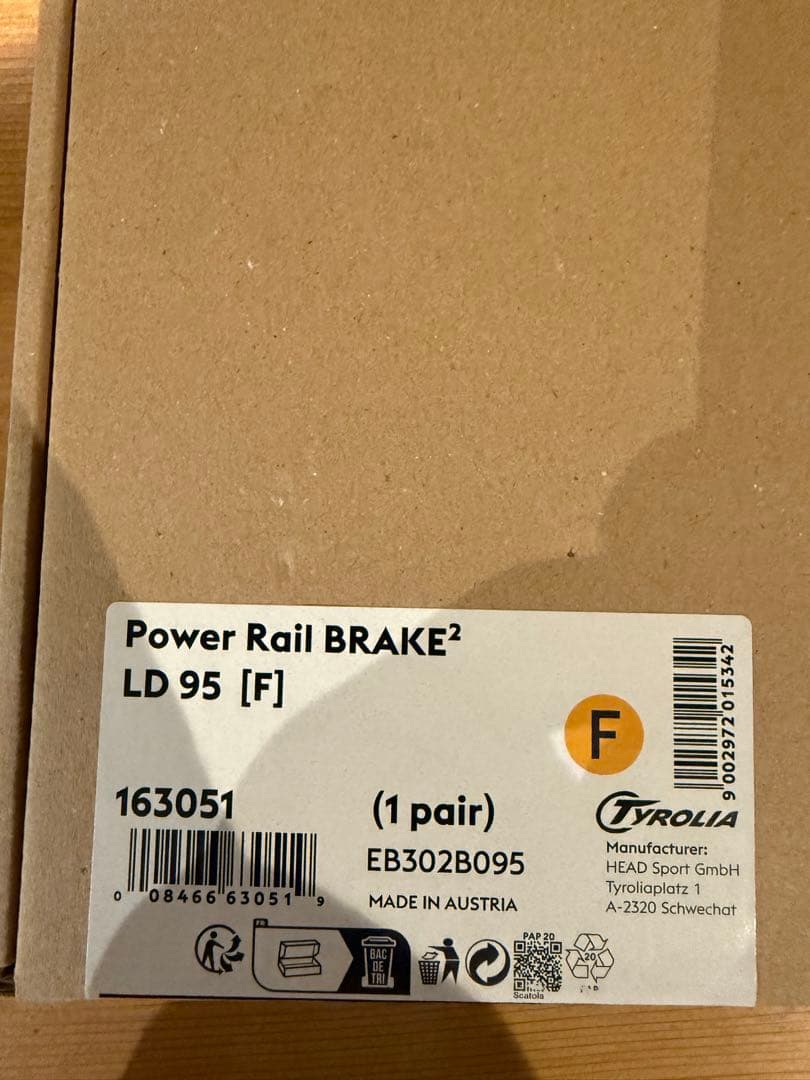 Power Rail BRAKE²
LD 95 [F]
F
9 002972 015342
163051
(1 pair)
TYROLIA
EB302B095
Manufacturer:
HEAD Sport GmbH
Tyroliaplatz 1
A-2320 Schwechat
0 08466 63051 9
MADE IN AUSTRIA
BAC
DE
TRI
PAP 20
Scatola
20
PAP